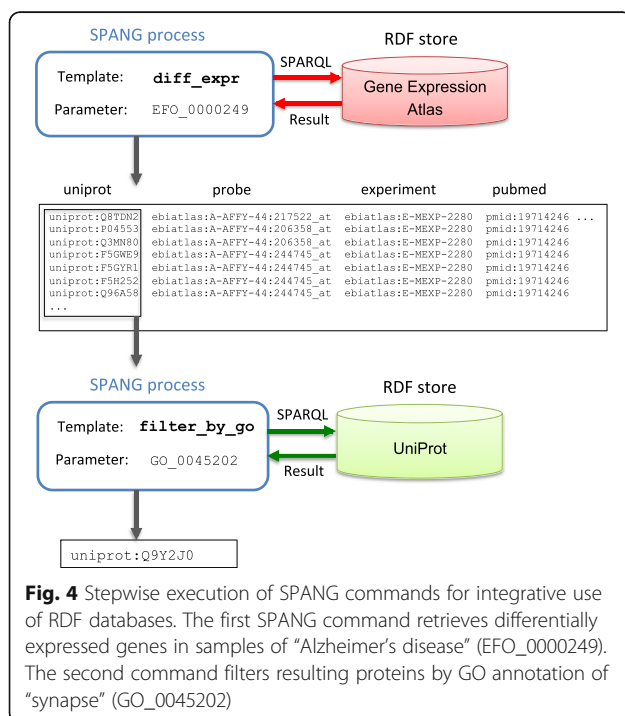 SPANG process
RDF store
Template: diff_expr
SPARQL
Parameter: EFO_0000249
Result
Gene Expression
Atlas
uniprot probe experiment pubmed
uniprot:Q8TDN2 ebiatlas:A-AFFY-44:217522_at ebiatlas:E-MEXP-2280 pmid:19714246 ...
uniprot:P04553 ebiatlas:A-AFFY-44:206358_at ebiatlas:E-MEXP-2280 pmid:19714246
uniprot:Q3MN80 ebiatlas:A-AFFY-44:206358_at ebiatlas:E-MEXP-2280 pmid:19714246
uniprot:F5GWE9 ebiatlas:A-AFFY-44:244745_at ebiatlas:E-MEXP-2280 pmid:19714246
uniprot:F5GYR1 ebiatlas:A-AFFY-44:244745_at ebiatlas:E-MEXP-2280 pmid:19714246
uniprot:F5H252 ebiatlas:A-AFFY-44:244745_at ebiatlas:E-MEXP-2280 pmid:19714246
uniprot:Q96A58 ebiatlas:A-AFFY-44:244745_at ebiatlas:E-MEXP-2280 pmid:19714246
...
SPANG process
RDF store
Template: filter_by_go
SPARQL
Parameter: GO_0045202
Result
UniProt
uniprot:Q9Y2J0
Fig. 4 Stepwise execution of SPANG commands for integrative use
of RDF databases. The first SPANG command retrieves differentially
expressed genes in samples of “Alzheimer’s disease” (EFO_0000249).
The second command filters resulting proteins by GO annotation of
“synapse” (GO_0045202)